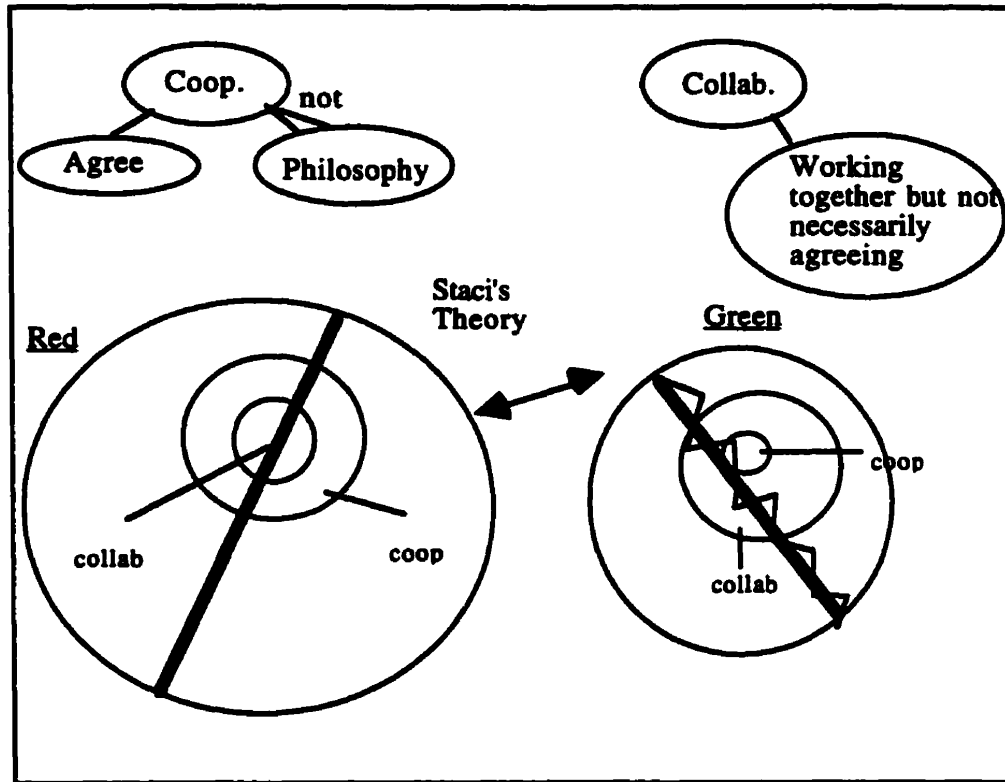 Coop.
not
Agree
Philosophy
Collab.
Working
together but not
necessarily
agreeing
Staci's
Theory
Red
collab
coop
Green
coop
collab